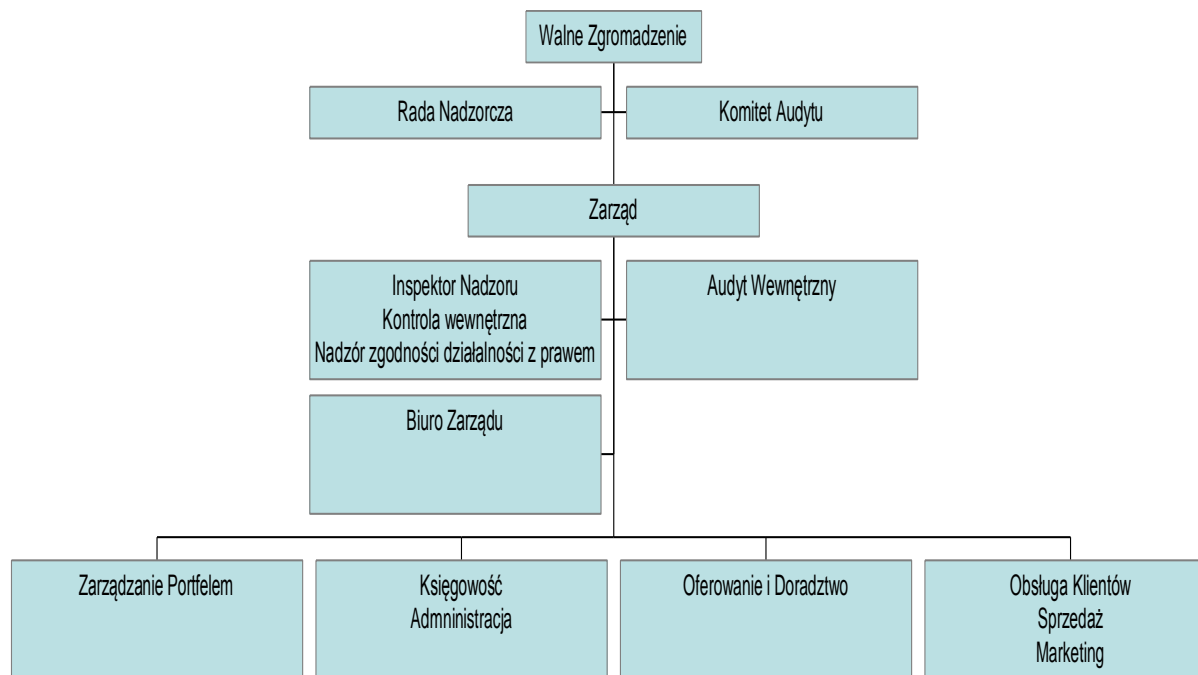 Walne Zgromadzenie
Rada Nadzorcza
Komitet Audytu
Zarząd
Inspektor Nadzoru
Kontrola wewnętrzna
Nadzór zgodności działalności z prawem
Audyt Wewnętrzny
Biuro Zarządu
Zarządzanie Portfelem
Księgowość
Admninistracja
Oferowanie i Doradztwo
Obsługa Klientów
Sprzedaż
Marketing